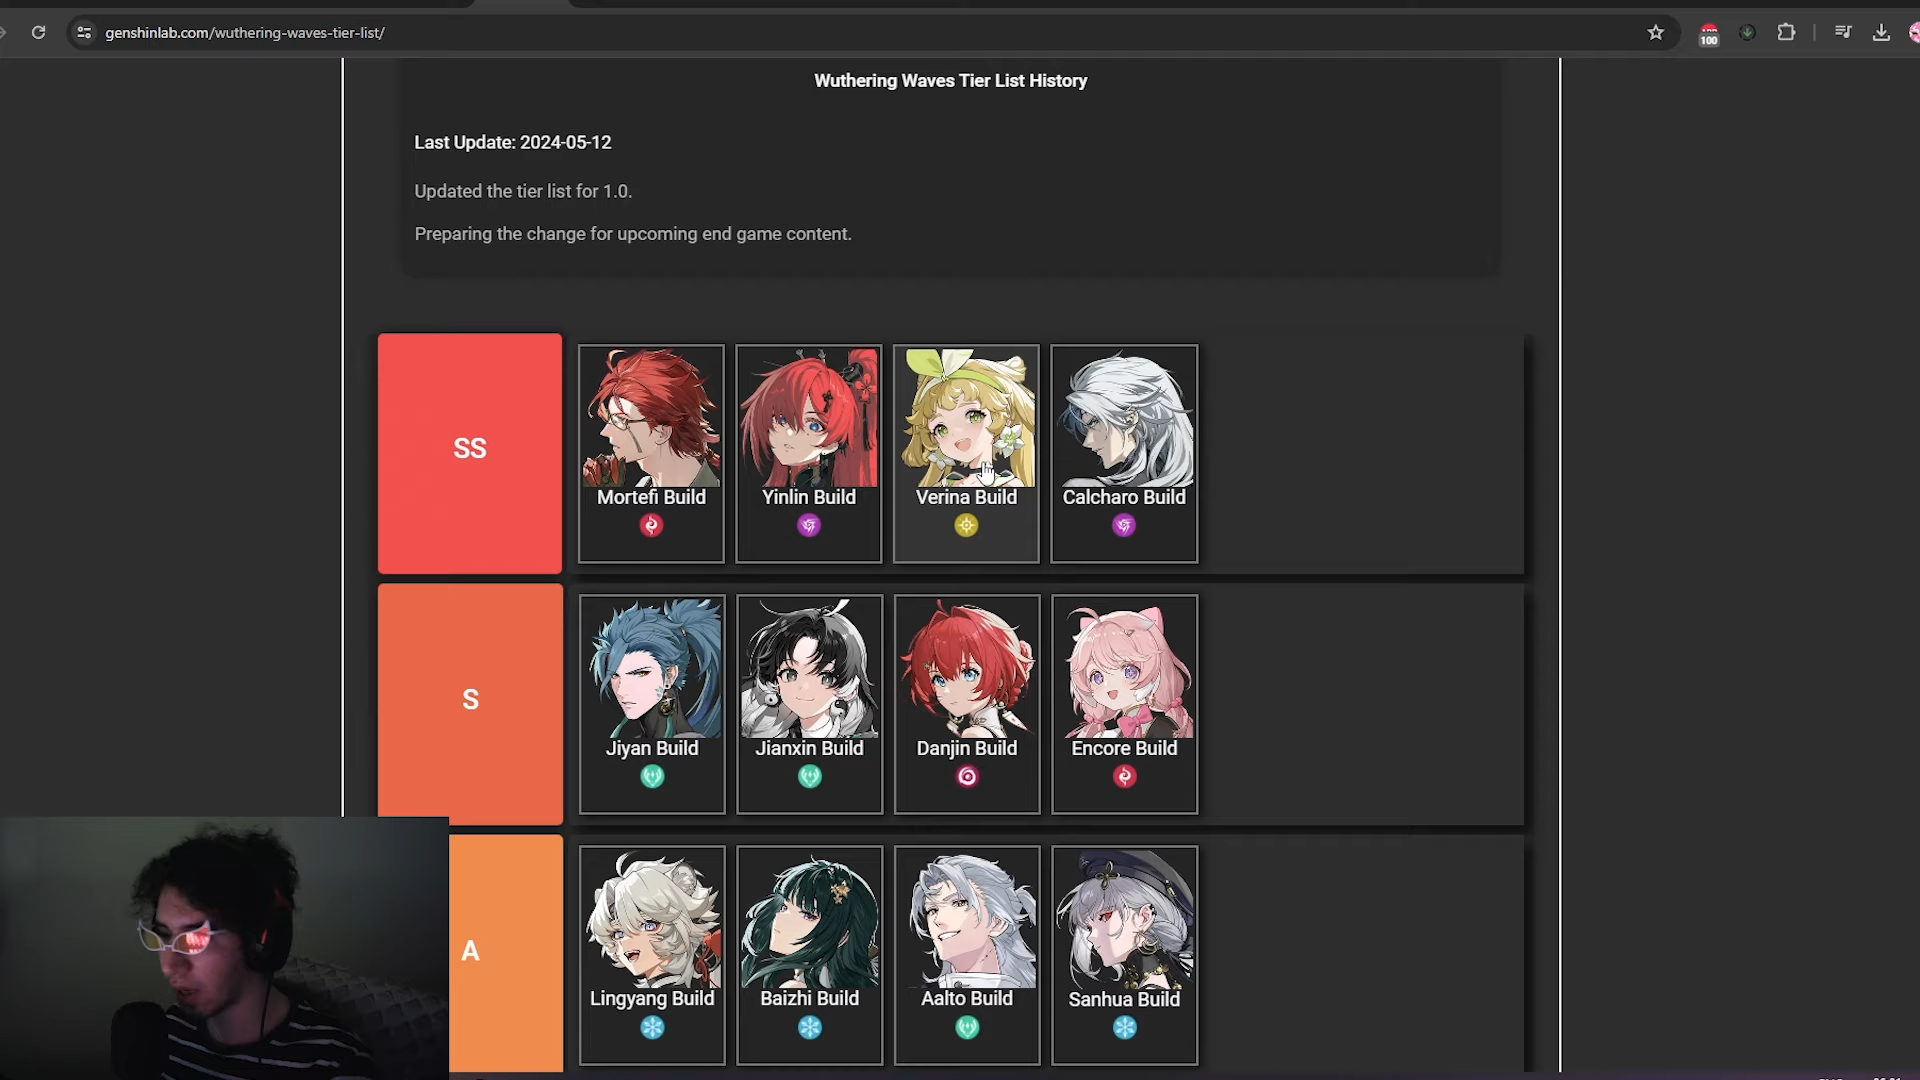 genshinlab.com/wuthering-waves-tier-list/
100
Wuthering Waves Tier List History
Last Update: 2024-05-12
Updated the tier list for 1.0.
Preparing the change for upcoming end game content.
SS
Mortefi Build
Yinlin Build
Verina Build
Calcharo Build
S
Jiyan Build
Jianxin Build
Danjin Build
Encore Build
A
Lingyang Build
Baizhi Build
Aalto Build
Sanhua Build